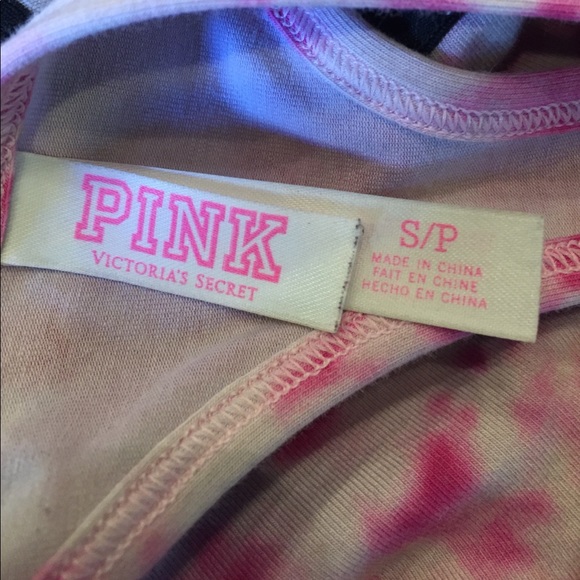 PINK
VICTORIA'S SECRET
S/P
MADE IN CHINA
FAIT EN CHINE
HECHO EN CHINA